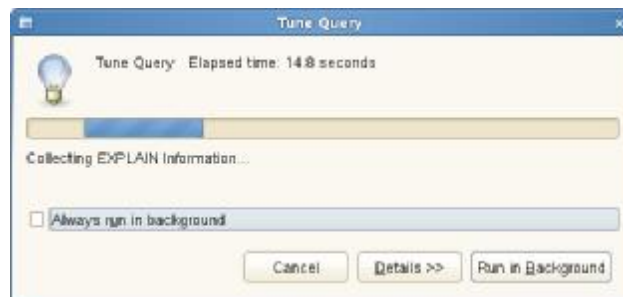 Tune Query
Tune Query Elapsed time: 14.8 seconds
Collecting EXPLAIN Information...
Always run in background
Cancel
Details >>
Run in Background